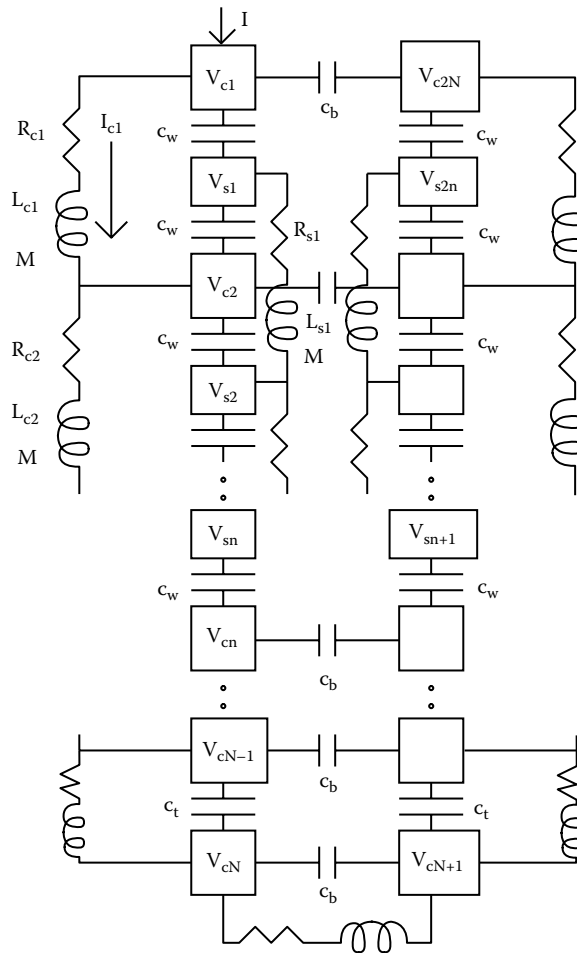 I
V_c1
V_c2N
c_b
R_c1
I_c1
c_w
c_w
V_s1
V_s2n
L_c1
R_s1
c_w
c_w
M
V_c2
L_s1
R_c2
c_w
c_w
M
V_s2
L_c2
M
V_sn
V_sn+1
c_w
c_w
V_cn
c_b
V_cN−1
c_b
c_t
c_t
V_cN
V_cN+1
c_b